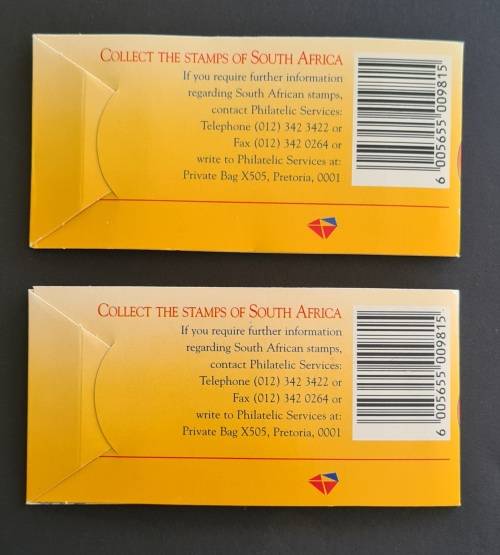 COLLECT THE STAMPS OF SOUTH AFRICA
If you require further information
regarding South African stamps,
contact Philatelic Services:
Telephone (012) 342 3422 or
Fax (012) 342 0264 or
write to Philatelic Services at:
Private Bag X505, Pretoria, 0001
6 005655 009815
COLLECT THE STAMPS OF SOUTH AFRICA
If you require further information
regarding South African stamps,
contact Philatelic Services:
Telephone (012) 342 3422 or
Fax (012) 342 0264 or
write to Philatelic Services at:
Private Bag X505, Pretoria, 0001
6 005655 009815